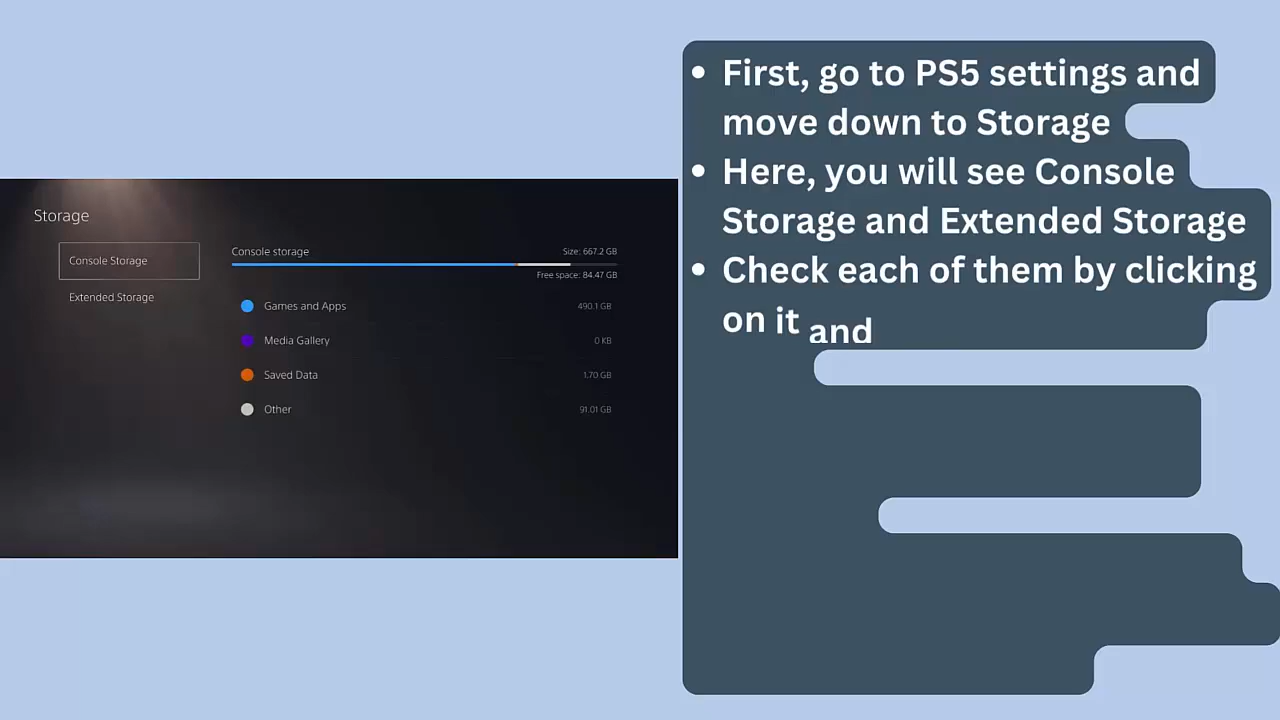 Storage
Console Storage
Extended Storage
Console storage
Size: 667.2 GB
Free space: 84.47 GB
Games and Apps 490.1 GB
Media Gallery 0 KB
Saved Data 1.70 GB
Other 91.01 GB
• First, go to PS5 settings and
move down to Storage
• Here, you will see Console
Storage and Extended Storage
• Check each of them by clicking
on it and